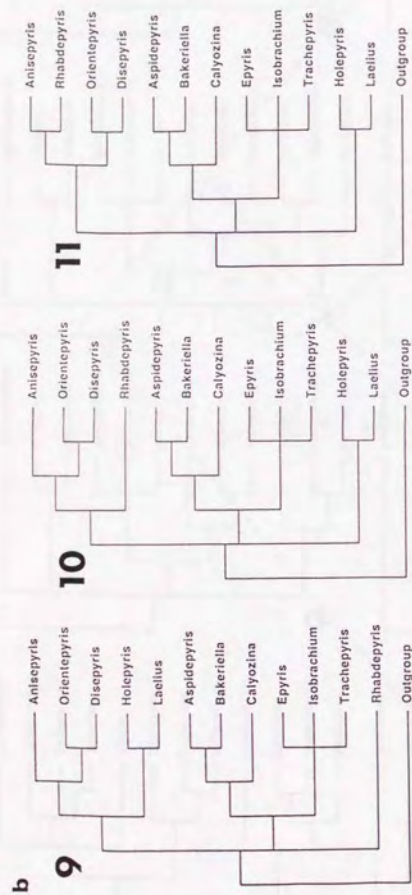 b
9
Anisepyris
Orientepyris
Disepyris
Holepyris
Laelius
Aspidepyris
Bakeriella
Calyozina
Epyris
Isobrachium
Trachepyris
Rhabdepyris
Outgroup
10
Anisepyris
Orientepyris
Disepyris
Rhabdepyris
Aspidepyris
Bakeriella
Calyozina
Epyris
Isobrachium
Trachepyris
Holepyris
Laelius
Outgroup
11
Anisepyris
Rhabdepyris
Orientepyris
Disepyris
Aspidepyris
Bakeriella
Calyozina
Epyris
Isobrachium
Trachepyris
Holepyris
Laelius
Outgroup